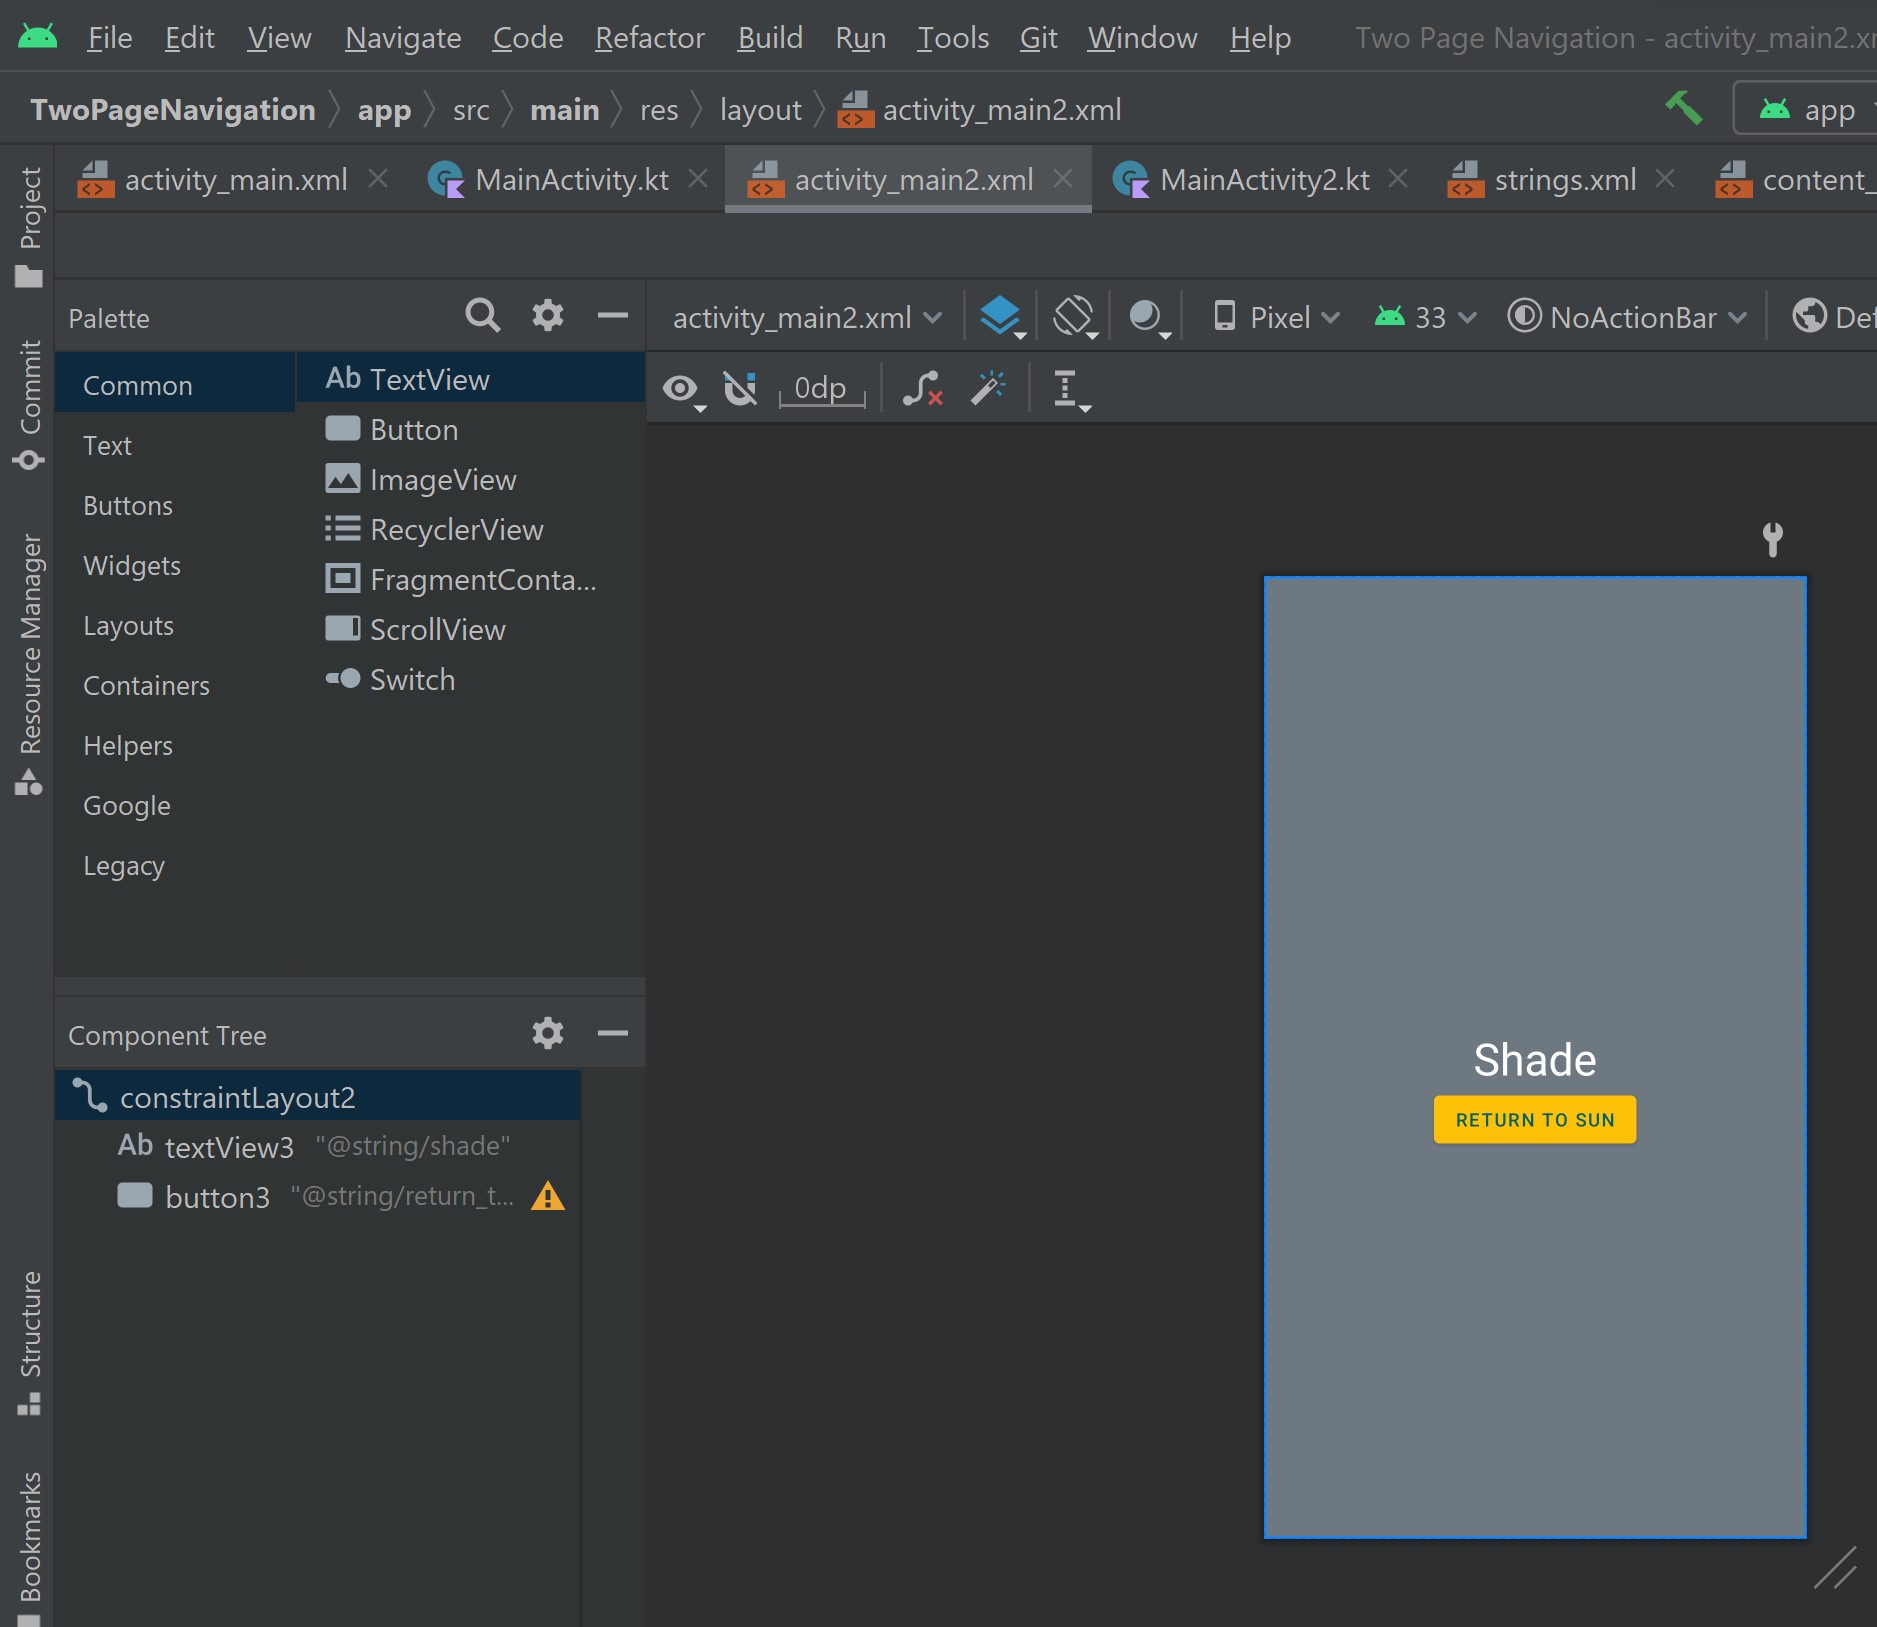 File Edit View Navigate Code Refactor Build Run Tools Git Window Help Two Page Navigation - activity_main2.xm
TwoPageNavigation app src main res layout activity_main2.xml app
activity_main.xml MainActivity.kt activity_main2.xml MainActivity2.kt strings.xml content_
Project
Commit
Resource Manager
Structure
Bookmarks
Palette
Common
Text
Buttons
Widgets
Layouts
Containers
Helpers
Google
Legacy
Ab TextView
Button
ImageView
RecyclerView
FragmentConta...
ScrollView
Switch
activity_main2.xml Pixel 33 NoActionBar Def
0dp
Component Tree
constraintLayout2
Ab textView3 "@string/shade"
button3 "@string/return_t...
Shade
RETURN TO SUN